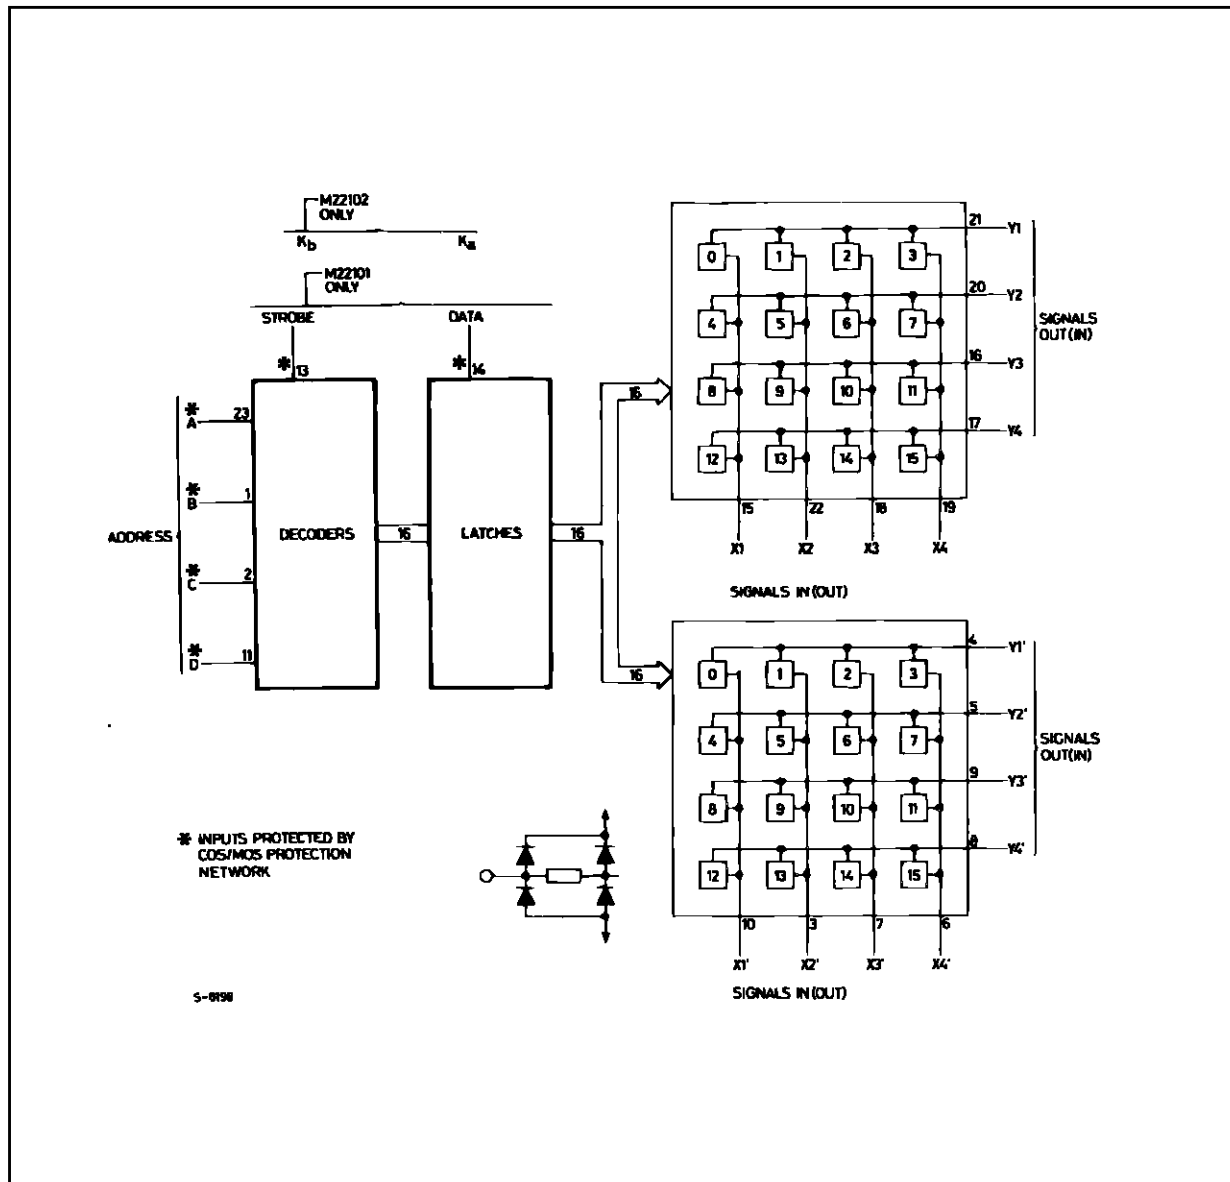 M22102
ONLY
Kb Ka
M22101
ONLY
STROBE DATA
* 13 * 14
ADDRESS
* A 23
* B 1
* C 2
* D 11
DECODERS
16
LATCHES
16
16
16
0 1 2 3
4 5 6 7
8 9 10 11
12 13 14 15
21 Y1
20 Y2
16 Y3
17 Y4
SIGNALS
OUT(IN)
15 22 18 19
X1 X2 X3 X4
SIGNALS IN(OUT)
0 1 2 3
4 5 6 7
8 9 10 11
12 13 14 15
4 Y1'
5 Y2'
9 Y3'
8 Y4'
SIGNALS
OUT(IN)
10 3 7 6
X1' X2' X3' X4'
SIGNALS IN(OUT)
* INPUTS PROTECTED BY
COS/MOS PROTECTION
NETWORK
S-6198